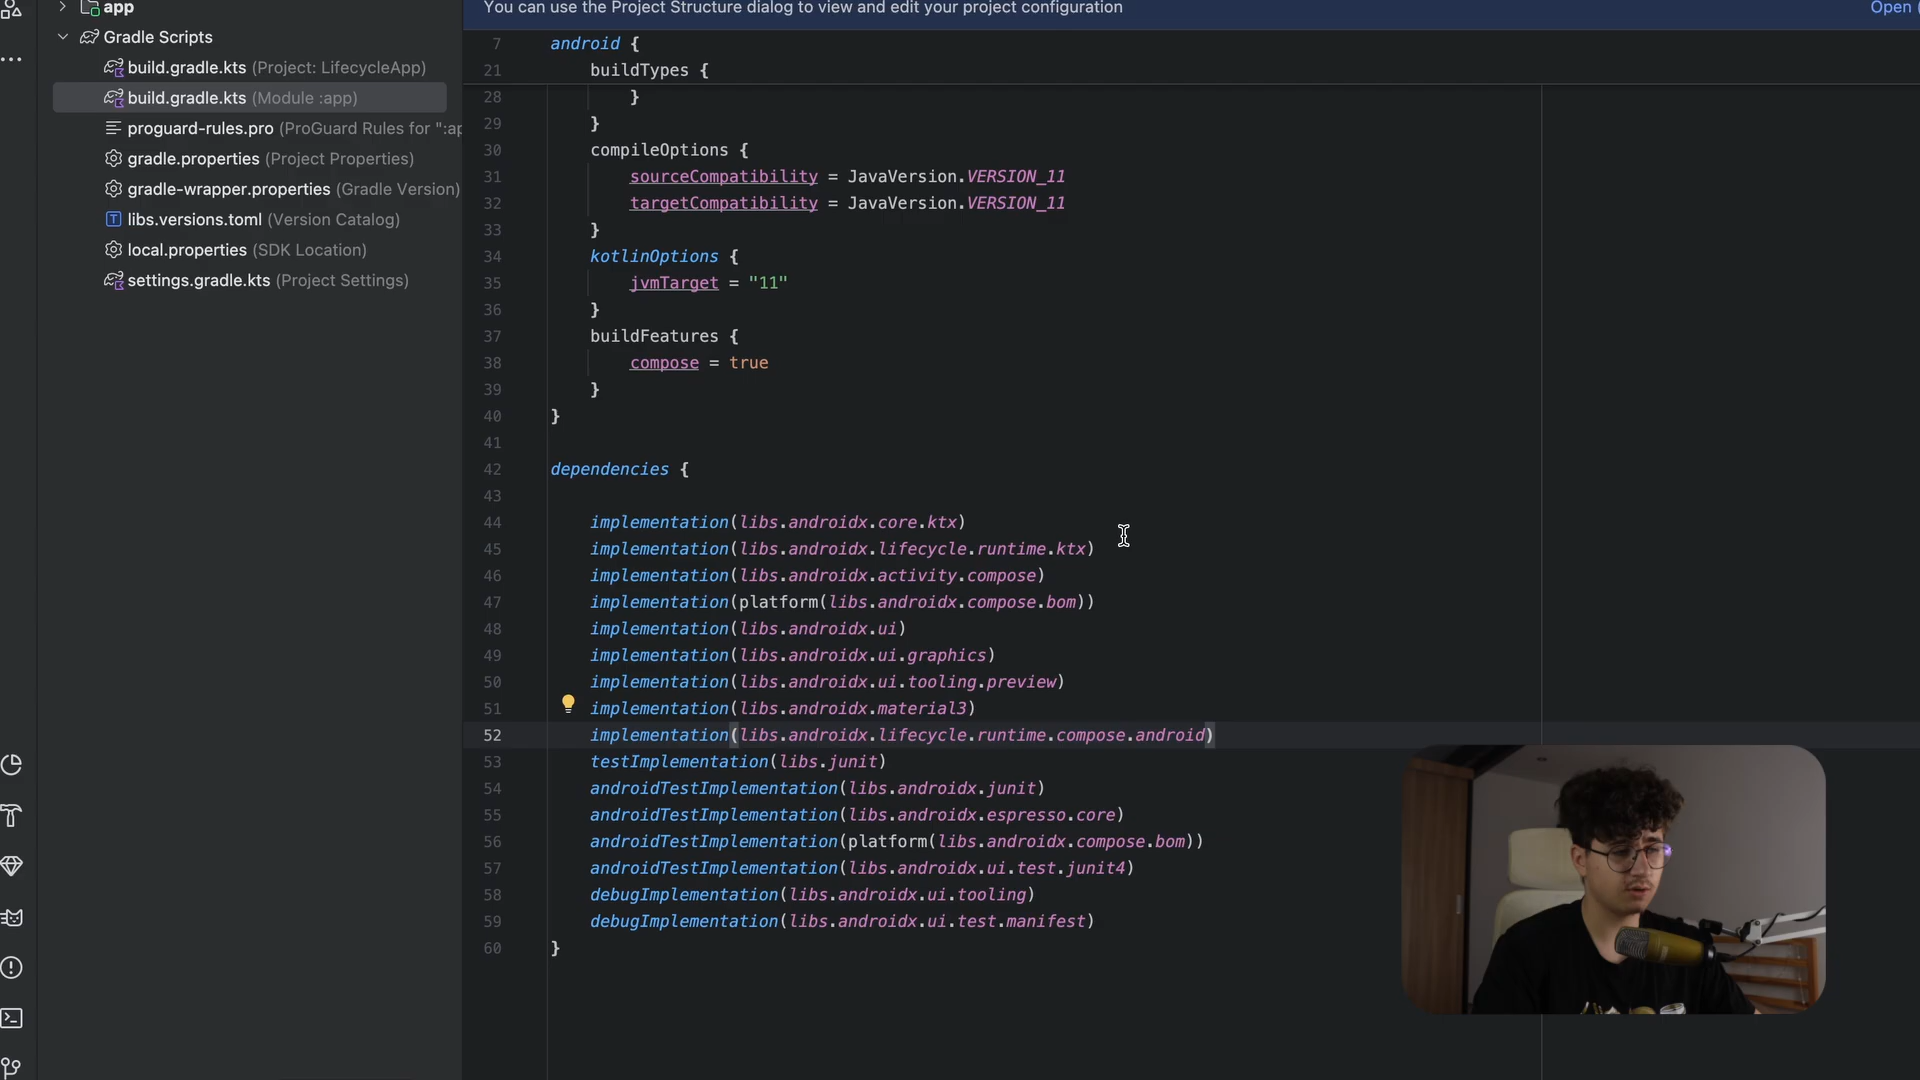 app
Gradle Scripts
build.gradle.kts (Project: LifecycleApp)
build.gradle.kts (Module :app)
proguard-rules.pro (ProGuard Rules for ":ap
gradle.properties (Project Properties)
gradle-wrapper.properties (Gradle Version)
libs.versions.toml (Version Catalog)
local.properties (SDK Location)
settings.gradle.kts (Project Settings)
You can use the Project Structure dialog to view and edit your project configuration
Open (
7 android {
21 buildTypes {
28 }
29 }
30 compileOptions {
31 sourceCompatibility = JavaVersion.VERSION_11
32 targetCompatibility = JavaVersion.VERSION_11
33 }
34 kotlinOptions {
35 jvmTarget = "11"
36 }
37 buildFeatures {
38 compose = true
39 }
40 }
41
42 dependencies {
43
44 implementation(libs.androidx.core.ktx)
45 implementation(libs.androidx.lifecycle.runtime.ktx)
46 implementation(libs.androidx.activity.compose)
47 implementation(platform(libs.androidx.compose.bom))
48 implementation(libs.androidx.ui)
49 implementation(libs.androidx.ui.graphics)
50 implementation(libs.androidx.ui.tooling.preview)
51 implementation(libs.androidx.material3)
52 implementation(libs.androidx.lifecycle.runtime.compose.android)
53 testImplementation(libs.junit)
54 androidTestImplementation(libs.androidx.junit)
55 androidTestImplementation(libs.androidx.espresso.core)
56 androidTestImplementation(platform(libs.androidx.compose.bom))
57 androidTestImplementation(libs.androidx.ui.test.junit4)
58 debugImplementation(libs.androidx.ui.tooling)
59 debugImplementation(libs.androidx.ui.test.manifest)
60 }